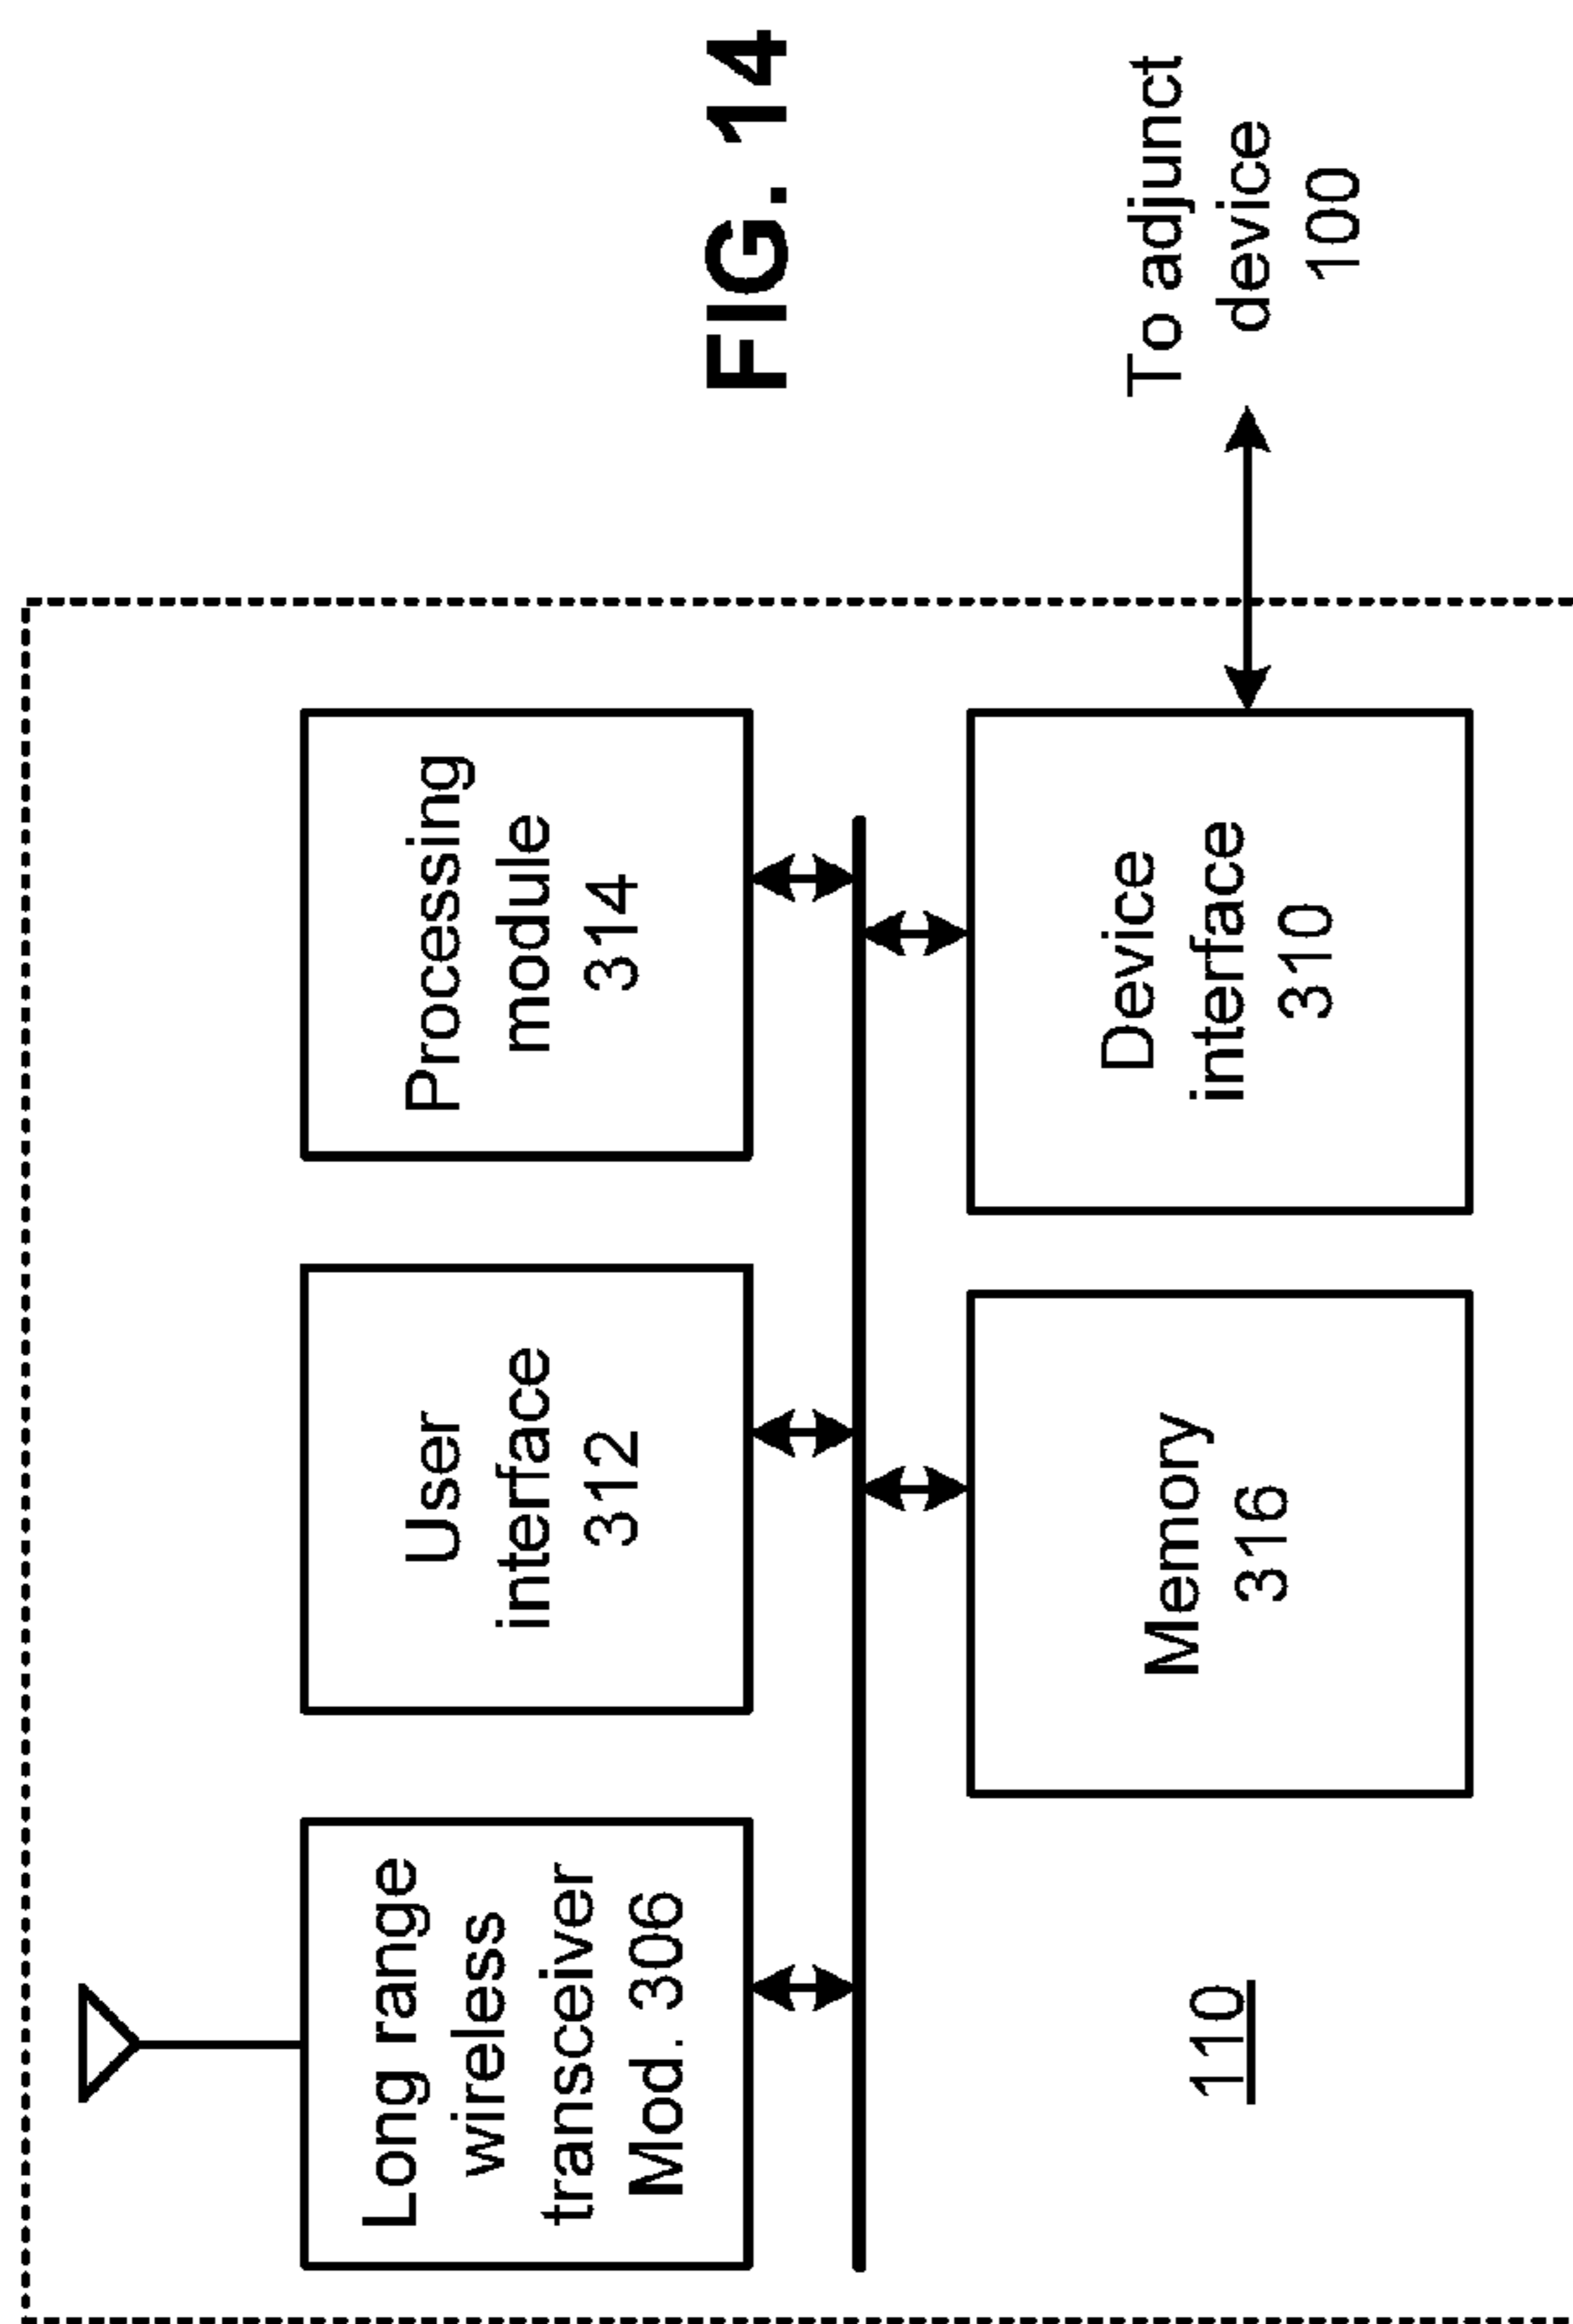 Long range
wireless
transceiver
Mod. 306
User
interface
312
Processing
module
314
110
Memory
316
Device
interface
310
To adjunct
device
100
FIG. 14